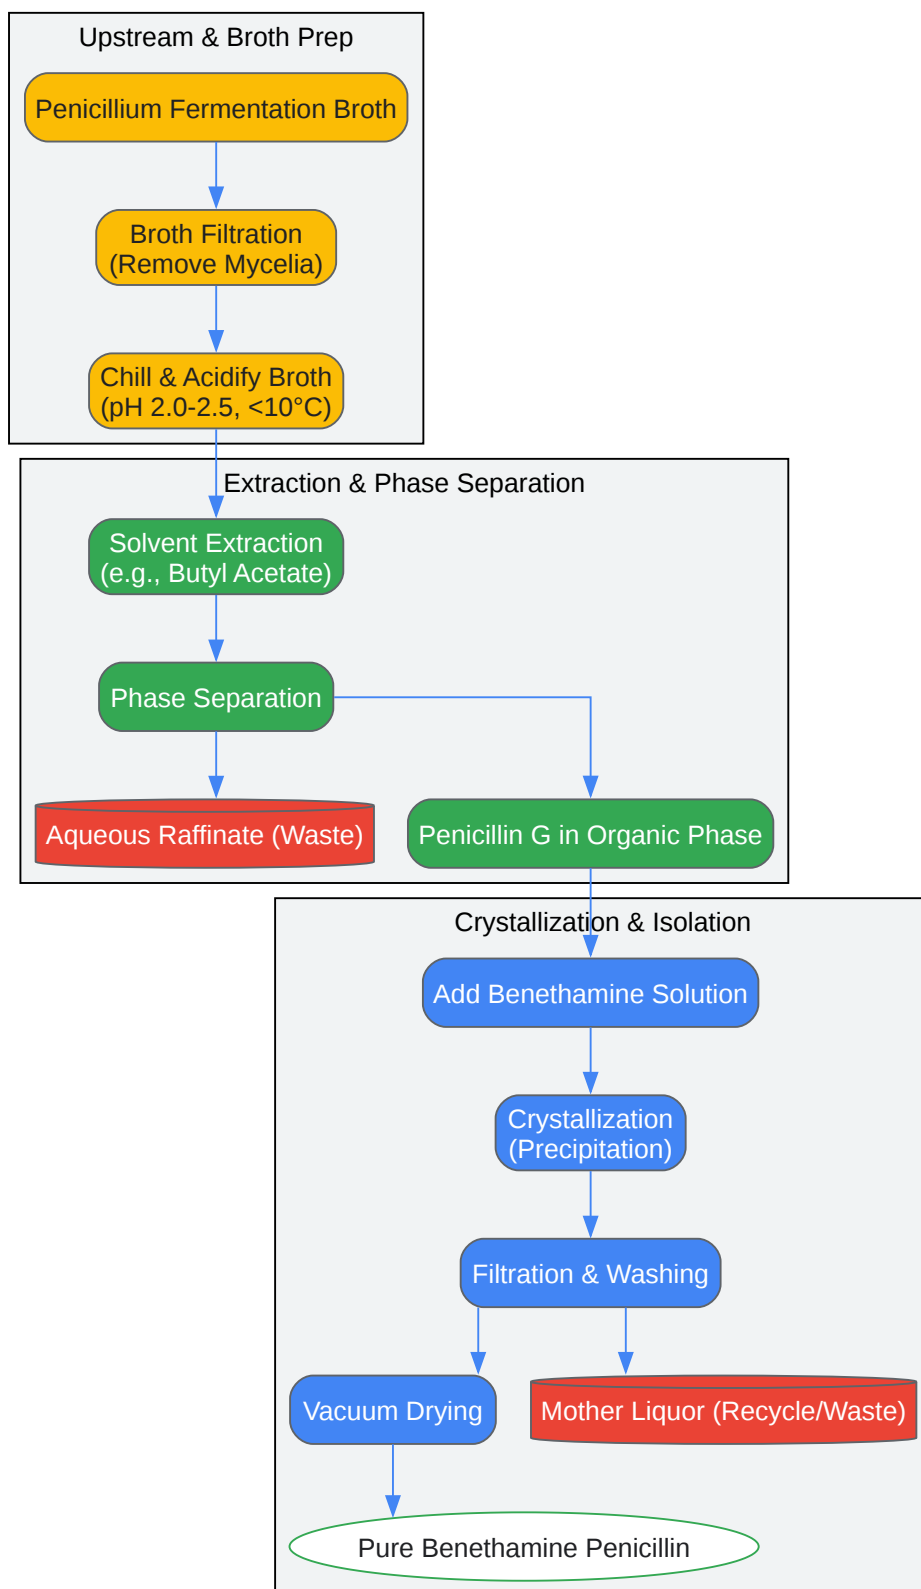 Upstream & Broth Prep
Penicillium Fermentation Broth
Broth Filtration
(Remove Mycelia)
Chill & Acidify Broth
(pH 2.0-2.5, <10°C)
Extraction & Phase Separation
Solvent Extraction
(e.g., Butyl Acetate)
Phase Separation
Aqueous Raffinate (Waste)
Penicillin G in Organic Phase
Crystallization & Isolation
Add Benethamine Solution
Crystallization
(Precipitation)
Filtration & Washing
Vacuum Drying
Mother Liquor (Recycle/Waste)
Pure Benethamine Penicillin